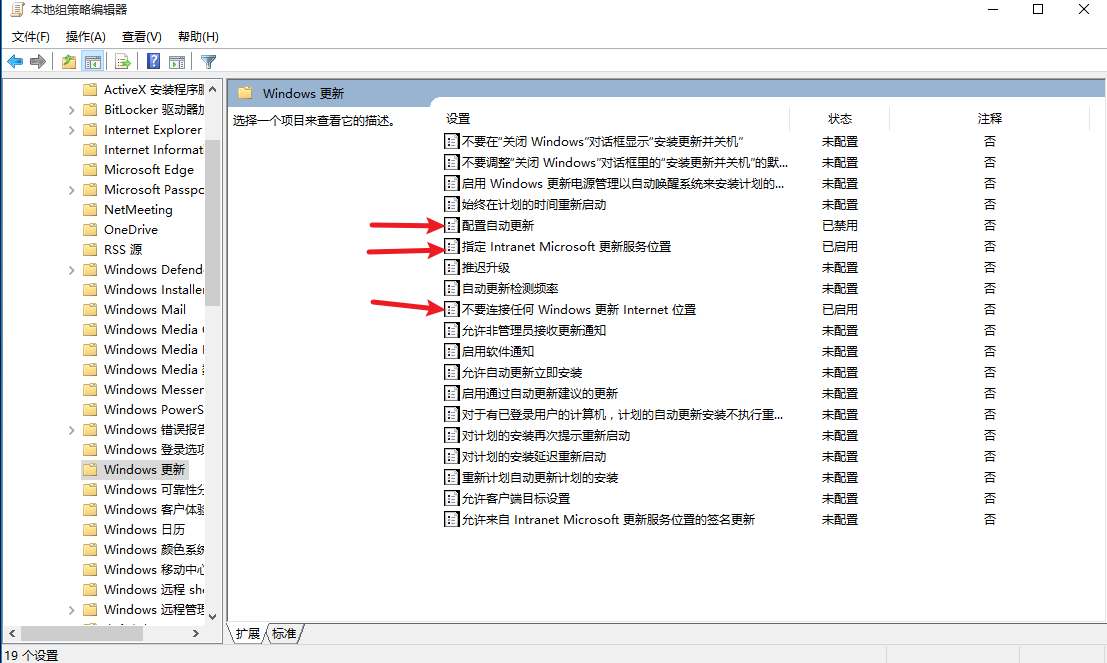 本地组策略编辑器
文件(F) 操作(A) 查看(V) 帮助(H)
ActiveX 安装程序服
BitLocker 驱动器加
Internet Explorer
Internet Informat
Microsoft Edge
Microsoft Passpo
NetMeeting
OneDrive
RSS 源
Windows Defend
Windows Installer
Windows Mail
Windows Media
Windows Media
Windows Media
Windows Messen
Windows PowerS
Windows 错误报告
Windows 登录选项
Windows 更新
Windows 可靠性分
Windows 客户体验
Windows 日历
Windows 颜色系统
Windows 移动中心
Windows 远程 she
Windows 远程管理
Windows 更新
选择一个项目来查看它的描述。
设置 状态 注释
不要在“关闭 Windows”对话框显示“安装更新并关机” 未配置 否
不要调整“关闭 Windows”对话框里的“安装更新并关机”的默... 未配置 否
启用 Windows 更新电源管理以自动唤醒系统来安装计划的... 未配置 否
始终在计划的时间重新启动 未配置 否
配置自动更新 已禁用 否
指定 Intranet Microsoft 更新服务位置 已启用 否
推迟升级 未配置 否
自动更新检测频率 未配置 否
不要连接任何 Windows 更新 Internet 位置 已启用 否
允许非管理员接收更新通知 未配置 否
启用软件通知 未配置 否
允许自动更新立即安装 未配置 否
启用通过自动更新建议的更新 未配置 否
对于有已登录用户的计算机，计划的自动更新安装不执行重... 未配置 否
对计划的安装再次提示重新启动 未配置 否
对计划的安装延迟重新启动 未配置 否
重新计划自动更新计划的安装 未配置 否
允许客户端目标设置 未配置 否
允许来自 Intranet Microsoft 更新服务位置的签名更新 未配置 否
扩展 标准
19 个设置